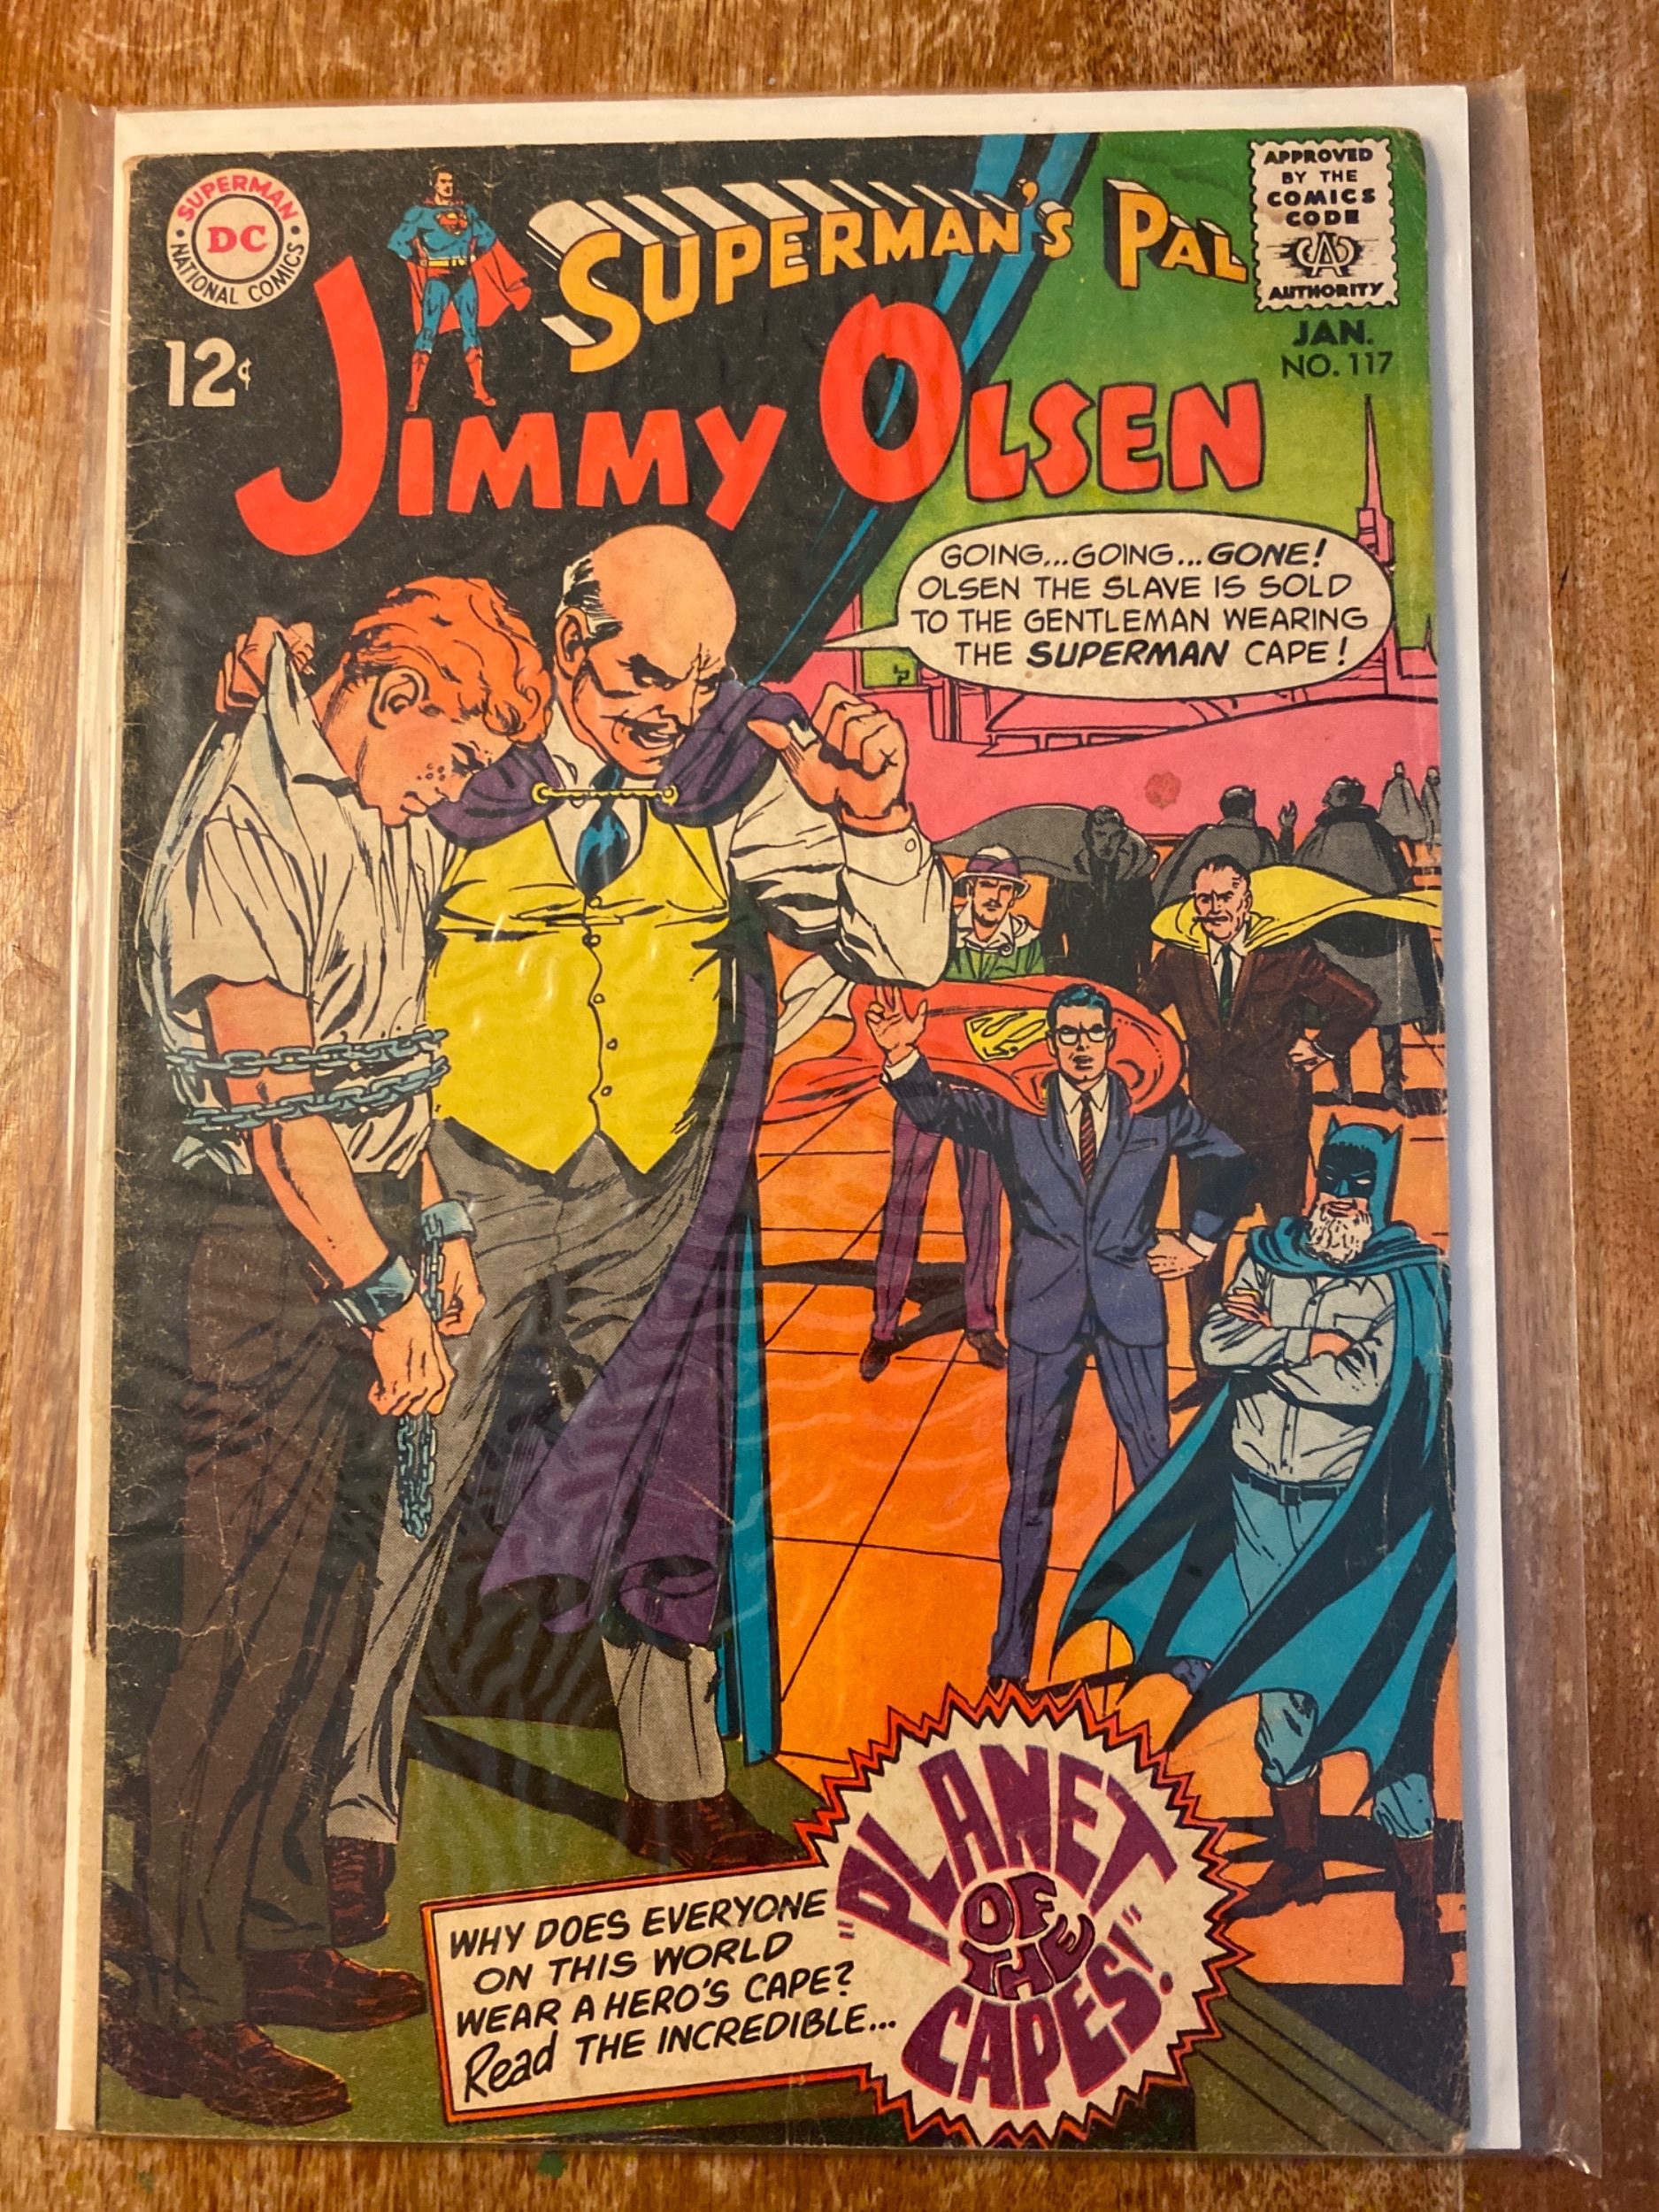 SUPERMAN
DC
NATIONAL COMICS
12¢
SUPERMAN'S PAL
JIMMY OLSEN
APPROVED
BY THE
COMICS
CODE
CA
AUTHORITY
JAN.
NO. 117
GOING...GOING...GONE!
OLSEN THE SLAVE IS SOLD
TO THE GENTLEMAN WEARING
THE SUPERMAN CAPE!
WHY DOES EVERYONE
ON THIS WORLD
WEAR A HERO'S CAPE?
Read THE INCREDIBLE...
"PLANET
OF
THE
CAPES!"